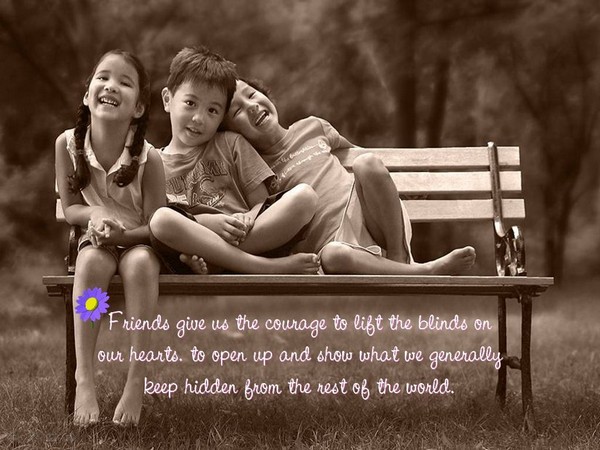 Friends give us the courage to lift the blinds on
our hearts. to open up and show what we generally
keep hidden from the rest of the world.